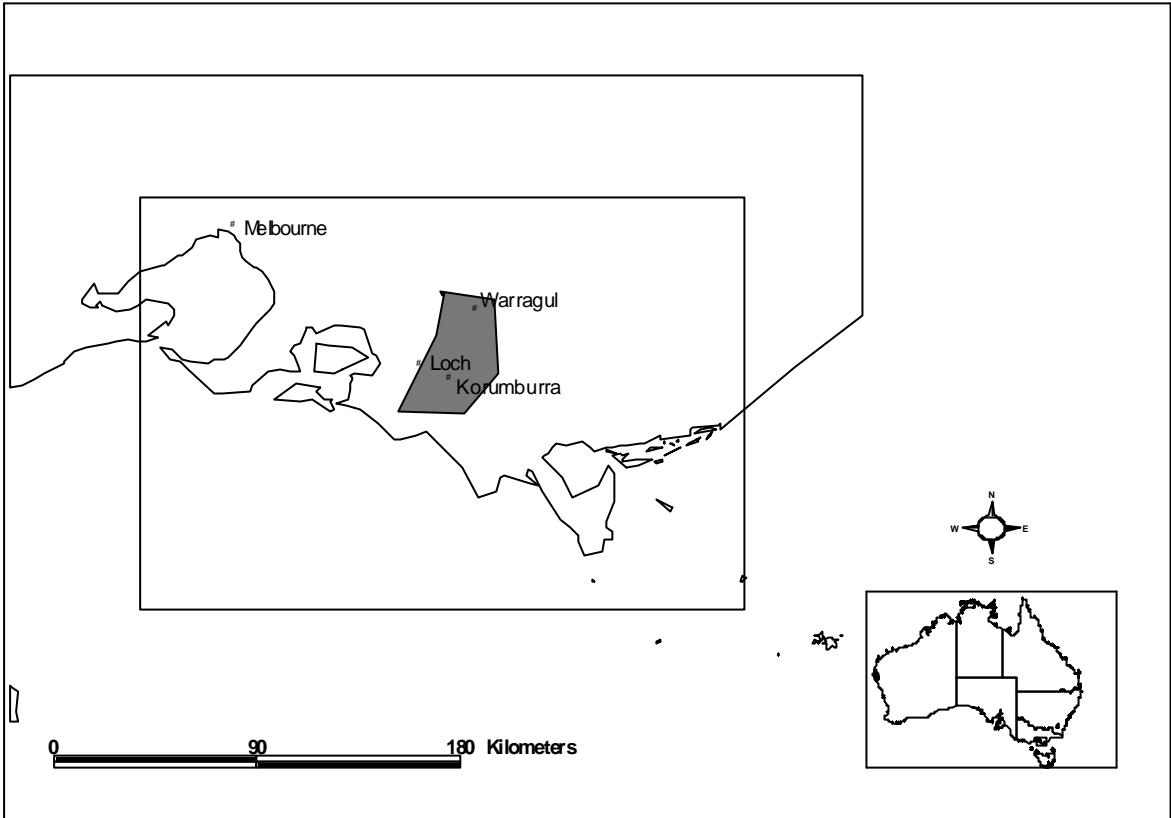 # Melbourne
# Warragul
# Loch
# Korumburra
N
W E
S
0 90 180 Kilometers